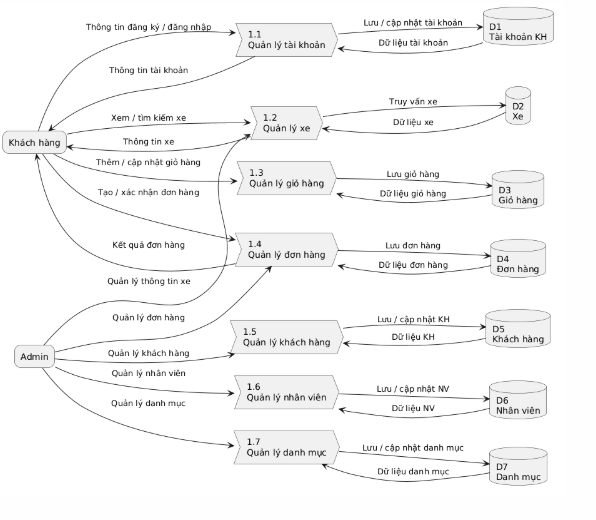 Thông tin đăng ký / đăng nhập
1.1
Quản lý tài khoản
Lưu / cập nhật tài khoản
Dữ liệu tài khoản
D1
Tài khoản KH
Thông tin tài khoản
Khách hàng
Xem / tìm kiếm xe
Thông tin xe
1.2
Quản lý xe
Truy vấn xe
Dữ liệu xe
D2
Xe
Thêm / cập nhật giỏ hàng
1.3
Quản lý giỏ hàng
Lưu giỏ hàng
Dữ liệu giỏ hàng
D3
Giỏ hàng
Tạo / xác nhận đơn hàng
Kết quả đơn hàng
1.4
Quản lý đơn hàng
Lưu đơn hàng
Dữ liệu đơn hàng
D4
Đơn hàng
Quản lý thông tin xe
Quản lý đơn hàng
Admin
Quản lý khách hàng
1.5
Quản lý khách hàng
Lưu / cập nhật KH
Dữ liệu KH
D5
Khách hàng
Quản lý nhân viên
1.6
Quản lý nhân viên
Lưu / cập nhật NV
Dữ liệu NV
D6
Nhân viên
Quản lý danh mục
1.7
Quản lý danh mục
Lưu / cập nhật danh mục
Dữ liệu danh mục
D7
Danh mục